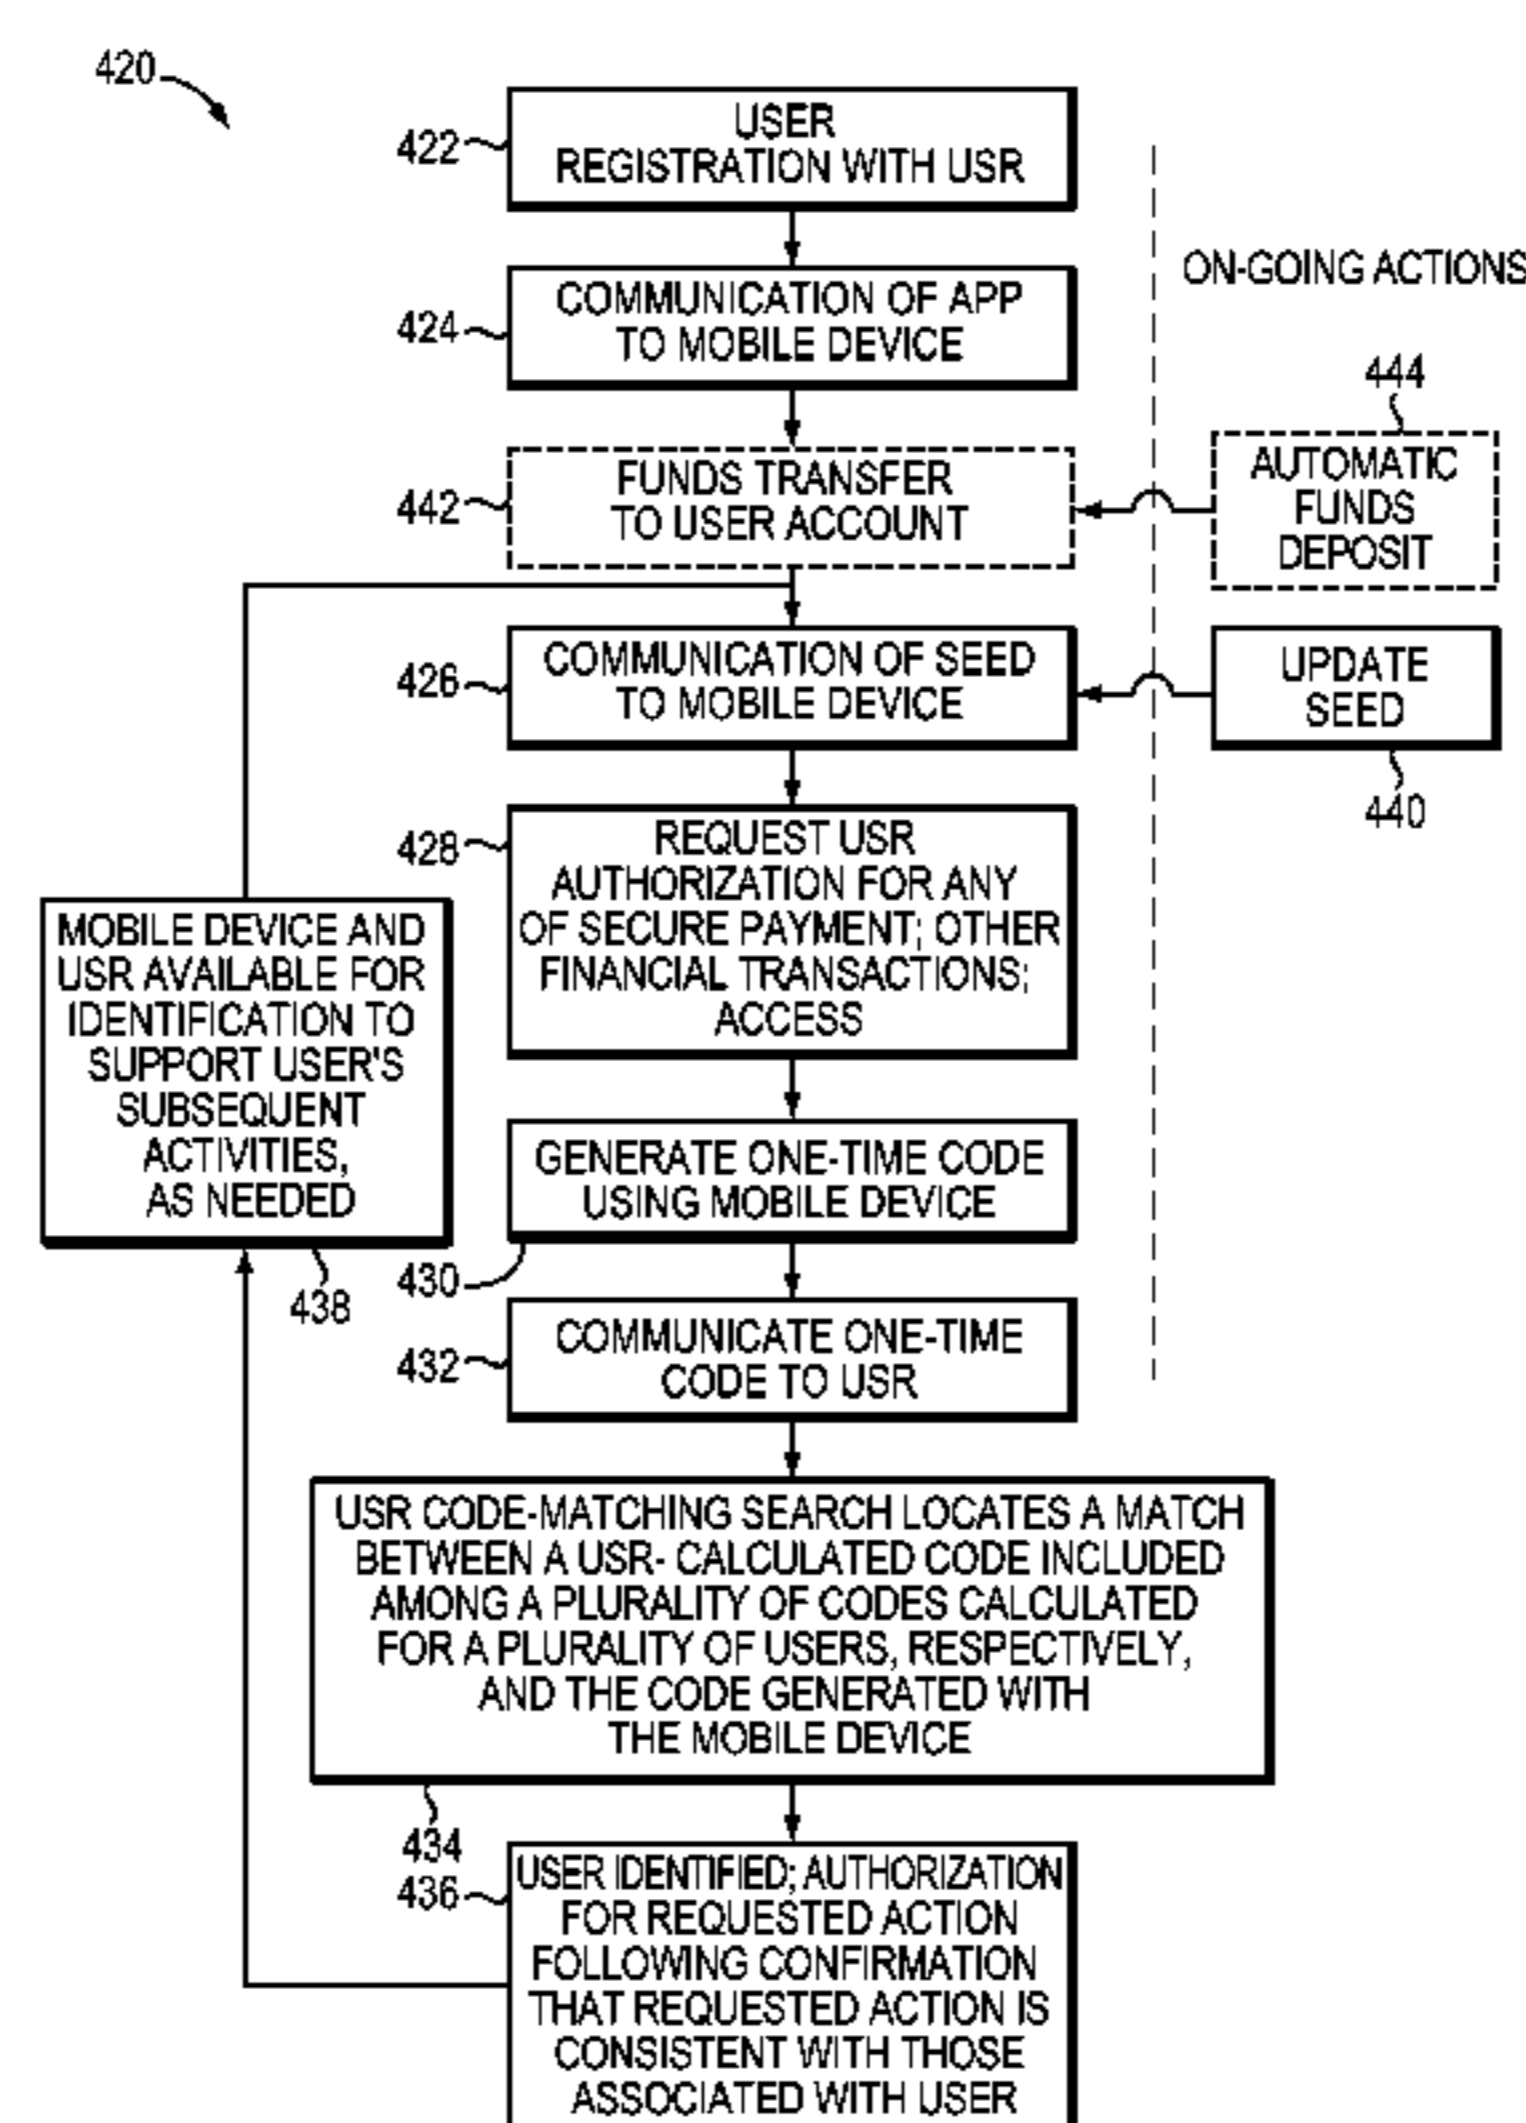 420
422
USER
REGISTRATION WITH USR
ON-GOING ACTIONS
424
COMMUNICATION OF APP
TO MOBILE DEVICE
444
442
FUNDS TRANSFER
TO USER ACCOUNT
AUTOMATIC
FUNDS
DEPOSIT
426
COMMUNICATION OF SEED
TO MOBILE DEVICE
UPDATE
SEED
440
428
REQUEST USR
AUTHORIZATION FOR ANY
OF SECURE PAYMENT; OTHER
FINANCIAL TRANSACTIONS;
ACCESS
MOBILE DEVICE AND
USR AVAILABLE FOR
IDENTIFICATION TO
SUPPORT USER'S
SUBSEQUENT
ACTIVITIES,
AS NEEDED
438
GENERATE ONE-TIME CODE
USING MOBILE DEVICE
430
432
COMMUNICATE ONE-TIME
CODE TO USR
USR CODE-MATCHING SEARCH LOCATES A MATCH
BETWEEN A USR- CALCULATED CODE INCLUDED
AMONG A PLURALITY OF CODES CALCULATED
FOR A PLURALITY OF USERS, RESPECTIVELY,
AND THE CODE GENERATED WITH
THE MOBILE DEVICE
434
436
USER IDENTIFIED; AUTHORIZATION
FOR REQUESTED ACTION
FOLLOWING CONFIRMATION
THAT REQUESTED ACTION IS
CONSISTENT WITH THOSE
ASSOCIATED WITH USER